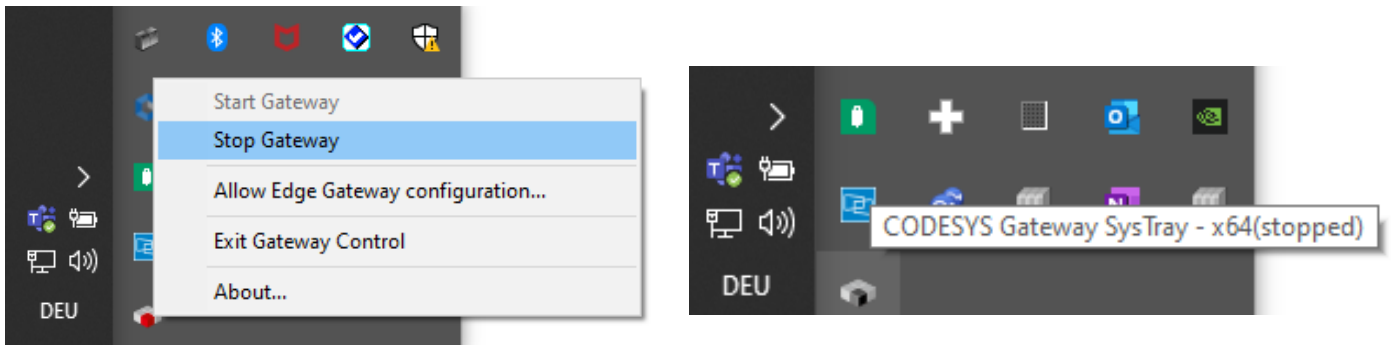 Start Gateway
Stop Gateway
Allow Edge Gateway configuration...
Exit Gateway Control
About...
DEU
CODESYS Gateway SysTray - x64(stopped)
DEU